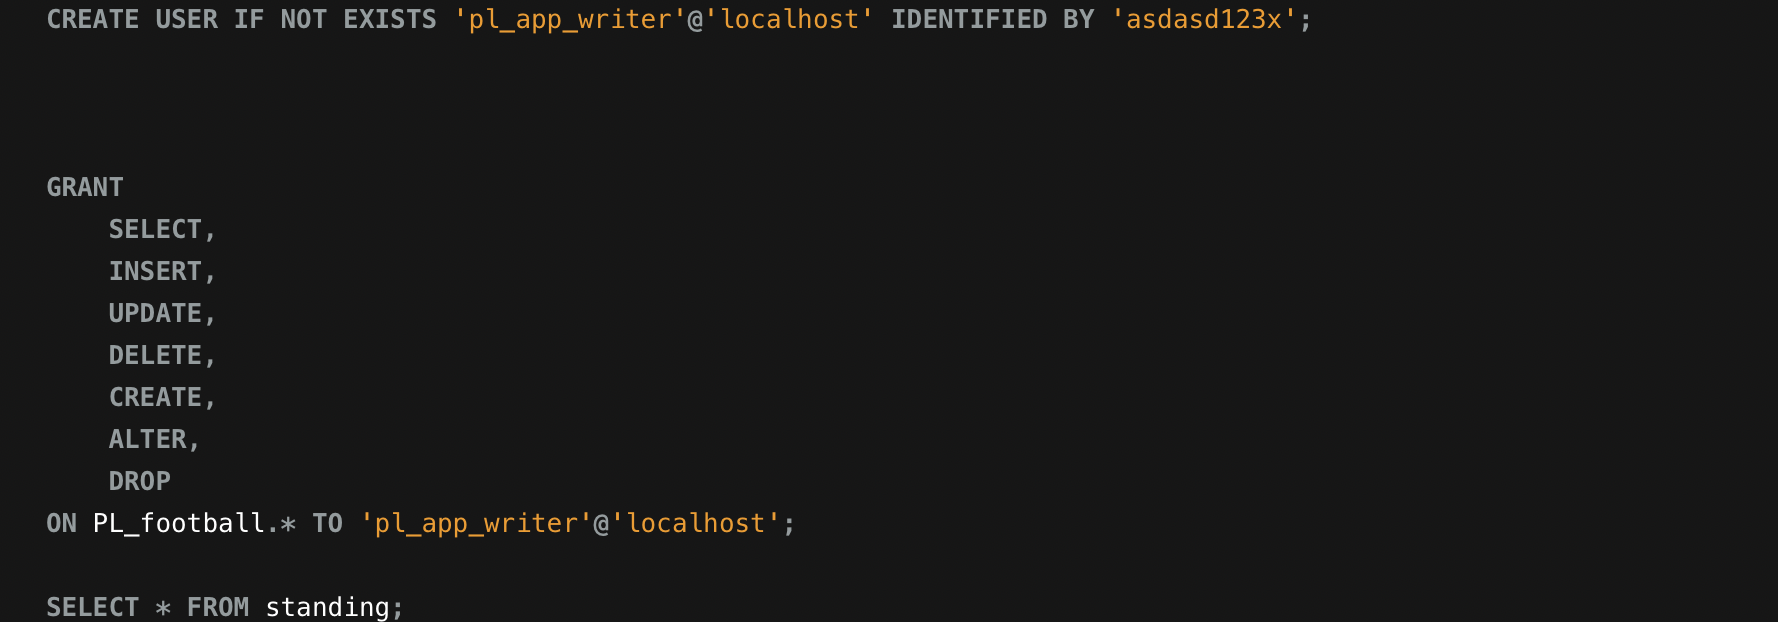 CREATE USER IF NOT EXISTS 'pl_app_writer'@'localhost' IDENTIFIED BY 'asdasd123x';
GRANT
    SELECT,
    INSERT,
    UPDATE,
    DELETE,
    CREATE,
    ALTER,
    DROP
ON PL_football.* TO 'pl_app_writer'@'localhost';
SELECT * FROM standing;